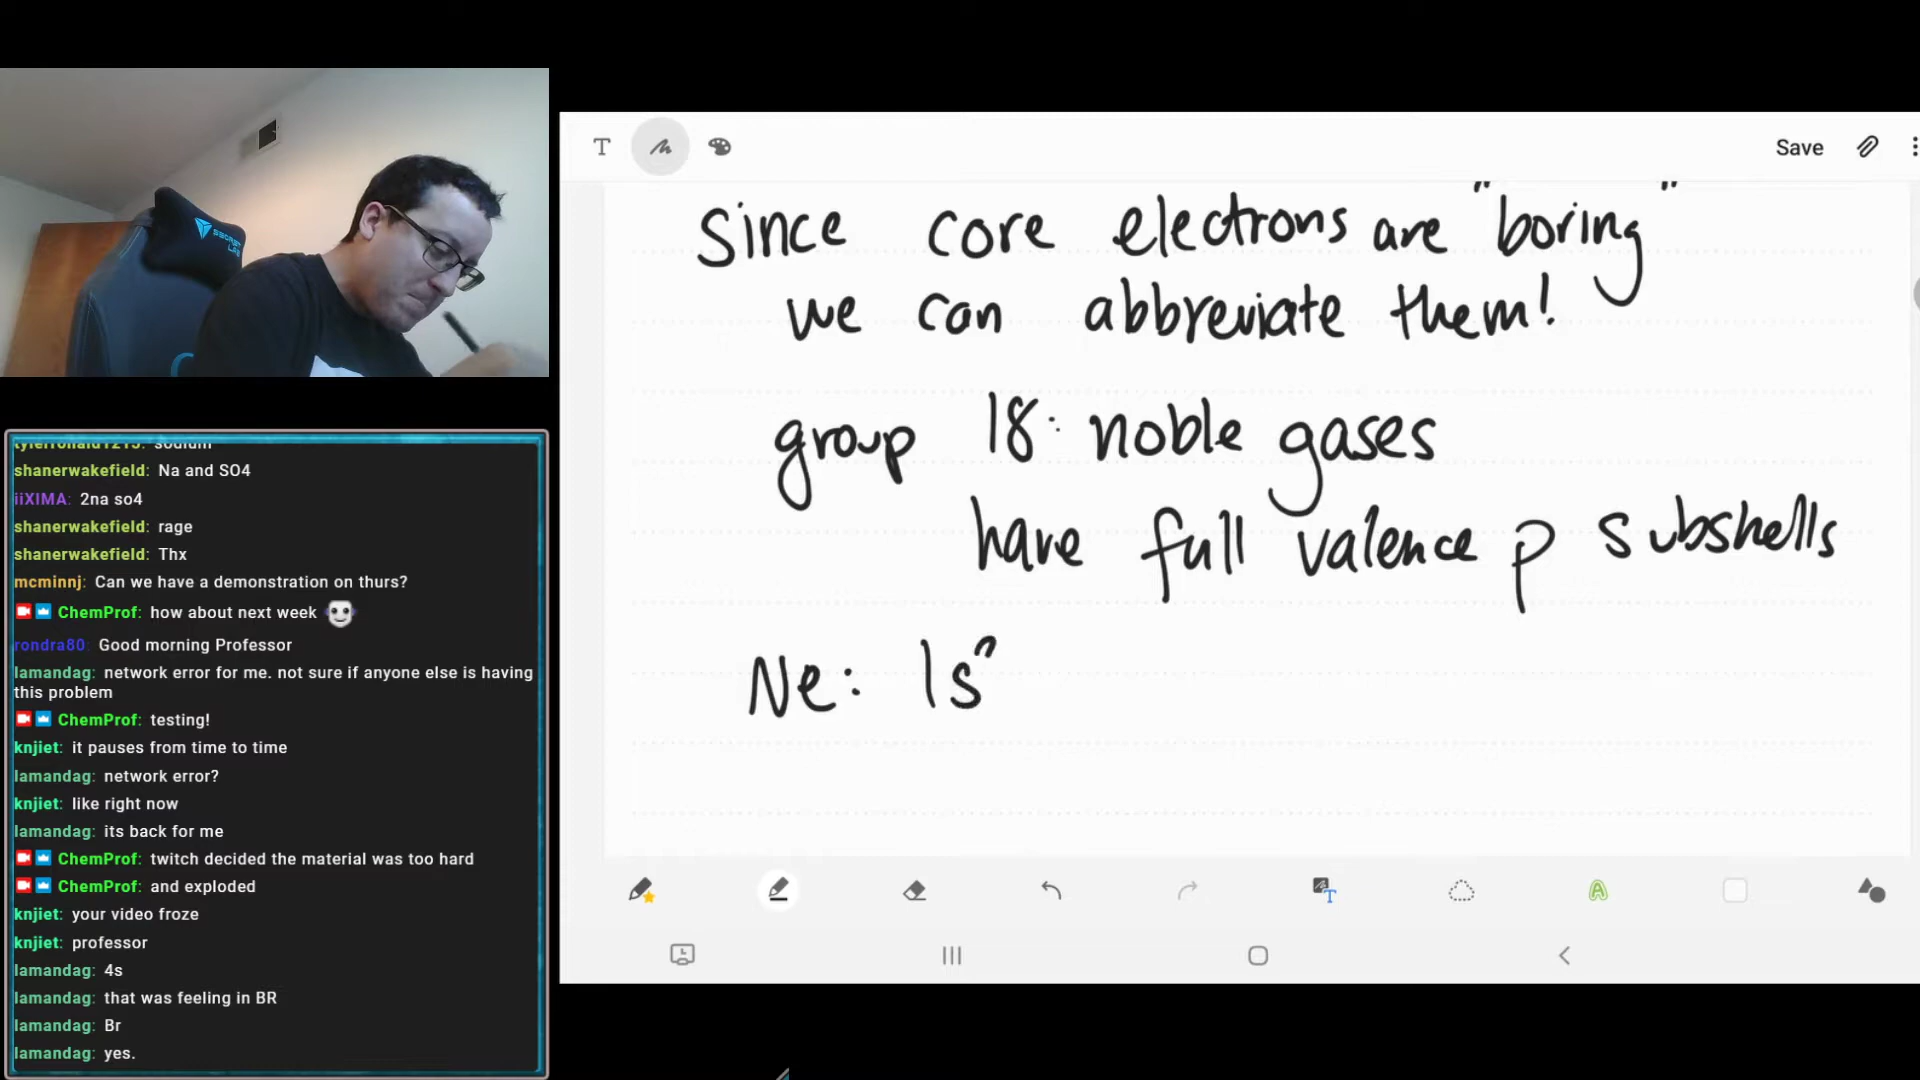 T
Save
Since core electrons are "boring"
we can abbreviate them!
group 18: noble gases
have full valence p subshells
Ne: 1s
SECRET
LAB
shanerwakefield: Na and SO4
iiXIMA: 2na so4
shanerwakefield: rage
shanerwakefield: Thx
mcminnj: Can we have a demonstration on thurs?
ChemProf: how about next week
rondra80: Good morning Professor
lamandag: network error for me. not sure if anyone else is having
this problem
ChemProf: testing!
knjiet: it pauses from time to time
lamandag: network error?
knjiet: like right now
lamandag: its back for me
ChemProf: twitch decided the material was too hard
ChemProf: and exploded
knjiet: your video froze
knjiet: professor
lamandag: 4s
lamandag: that was feeling in BR
lamandag: Br
lamandag: yes.